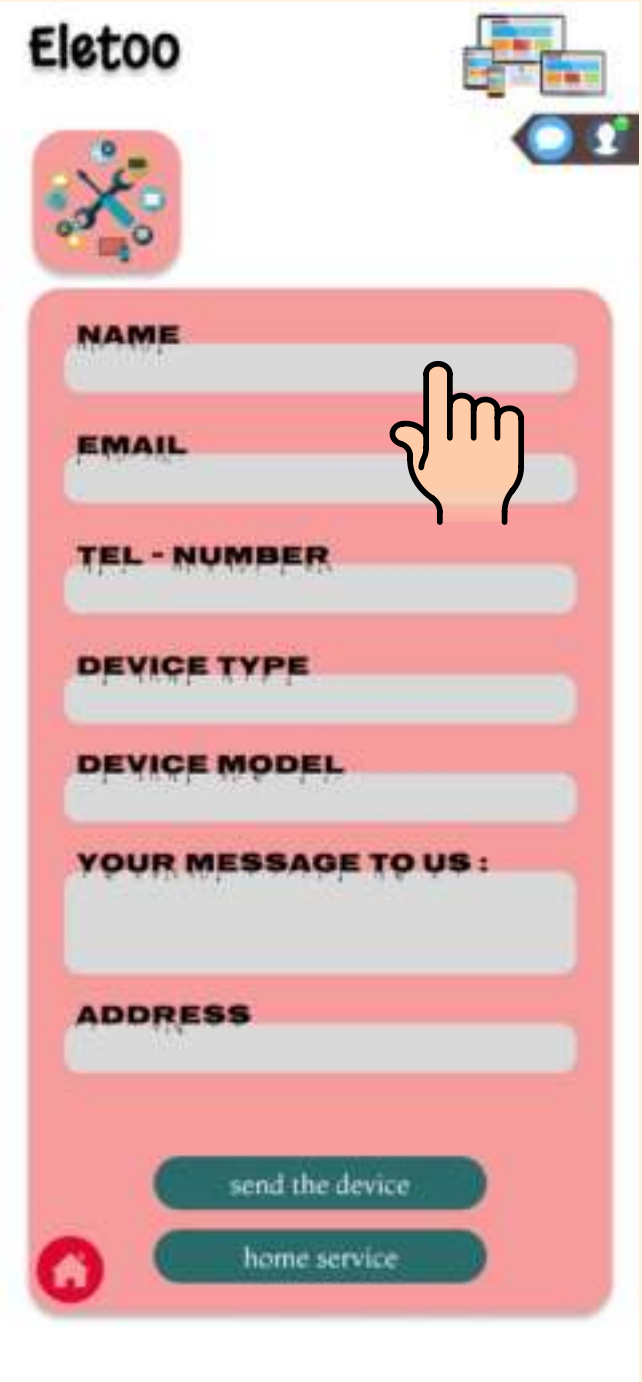 Eletoo
NAME
EMAIL
TEL - NUMBER
DEVICE TYPE
DEVICE MODEL
YOUR MESSAGE TO US :
ADDRESS
send the device
home service